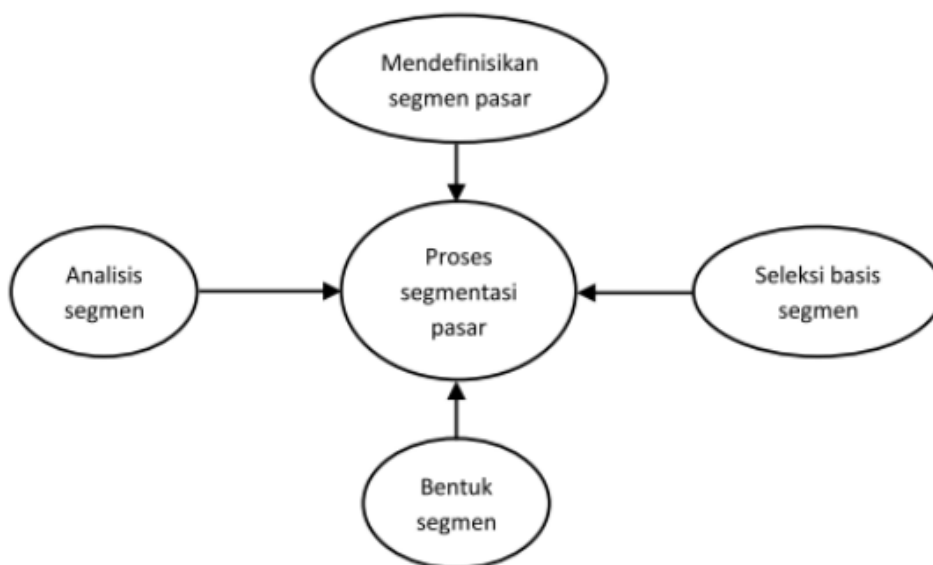 Mendefinisikan
segmen pasar
Analisis
segmen
Proses
segmentasi
pasar
Seleksi basis
segmen
Bentuk
segmen